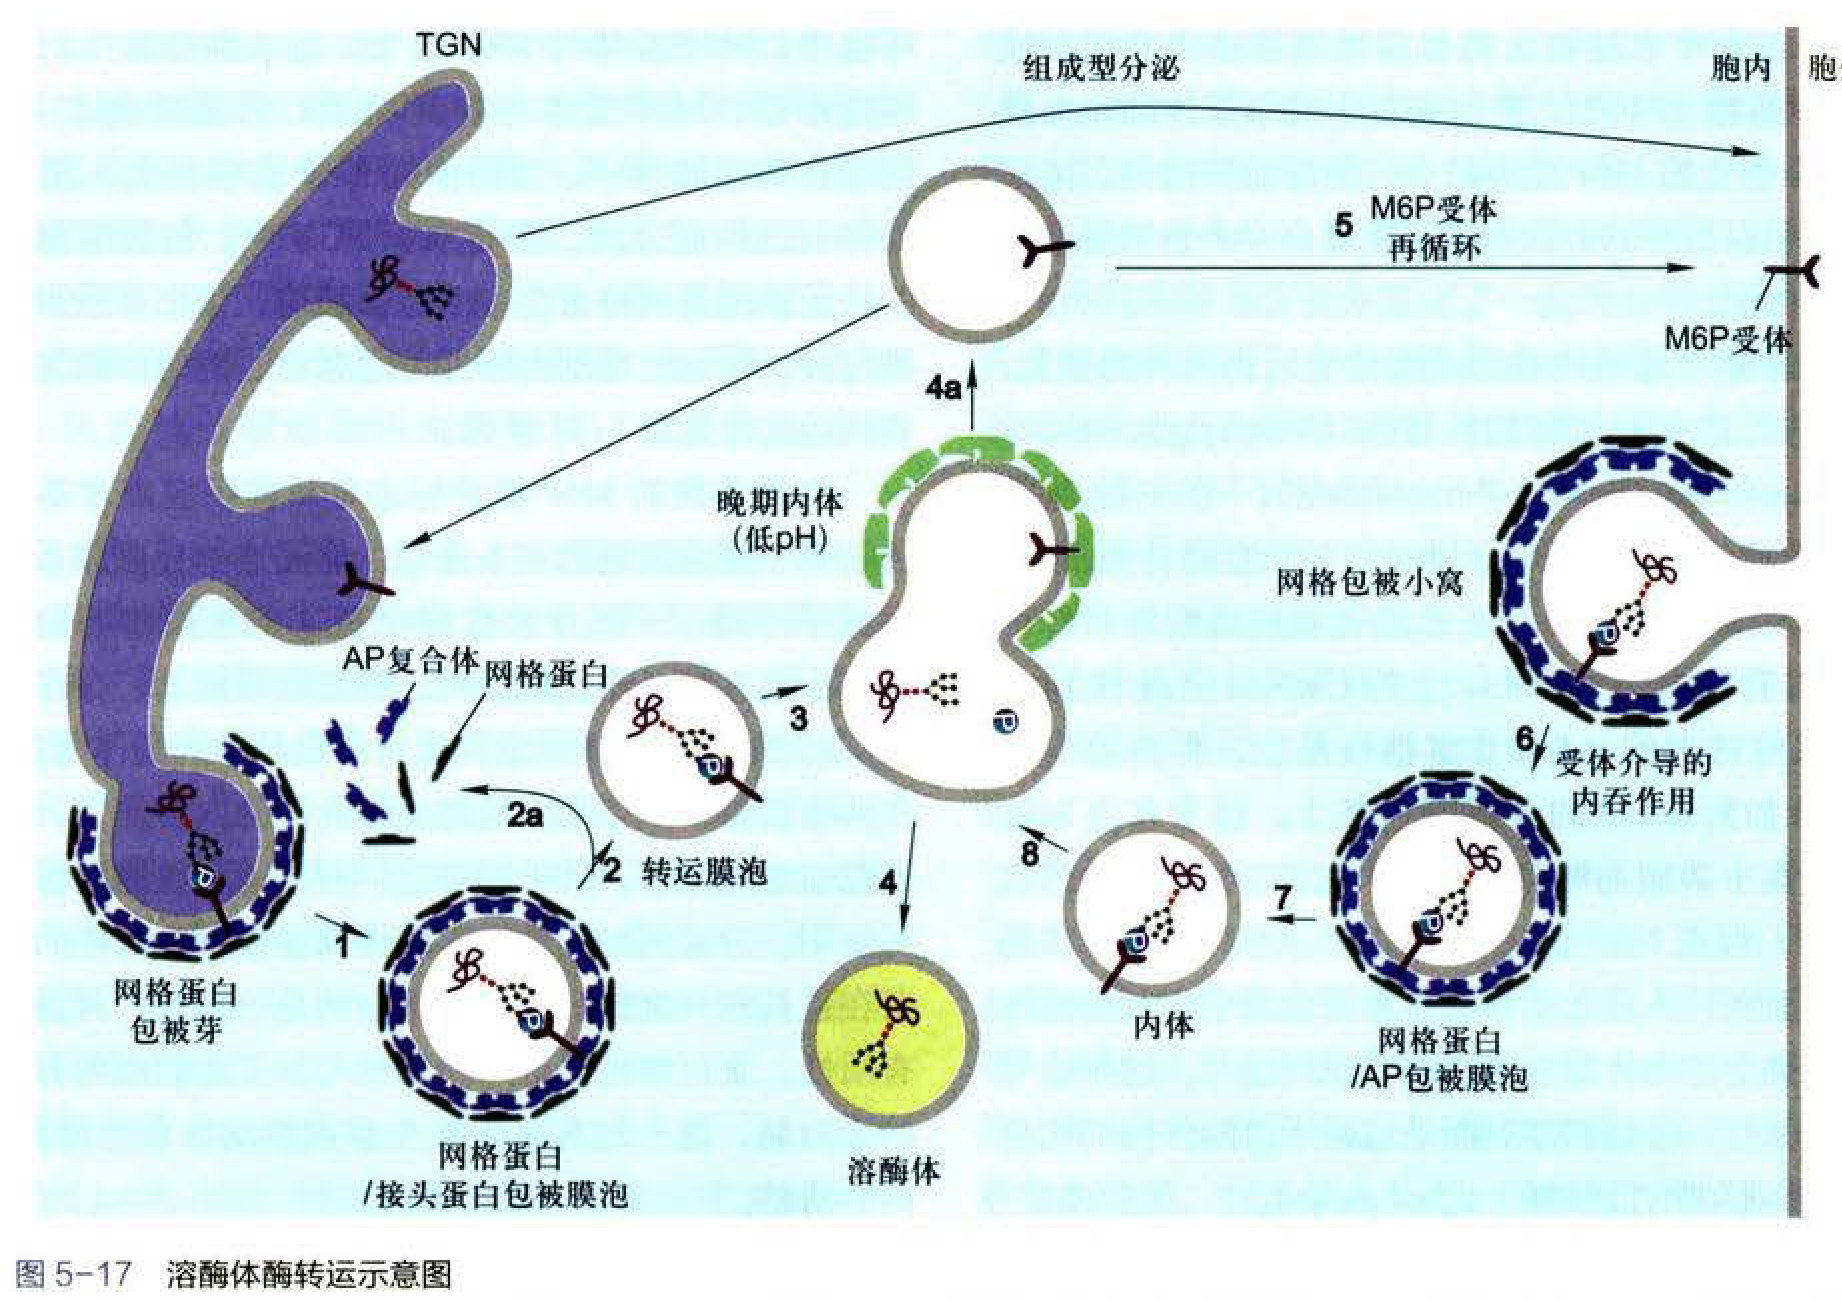 TGN
组成型分泌
胞内
胞
5
M6P受体
再循环
M6P受体
4a
晚期内体
(低pH)
网格包被小窝
AP复合体
网格蛋白
3
6
受体介导的
内吞作用
2a
2
转运膜泡
8
4
7
1
网格蛋白
包被芽
内体
网格蛋白
/AP包被膜泡
网格蛋白
/接头蛋白包被膜泡
溶酶体
P
P
P
P
P
P
P
图 5-17 溶酶体酶转运示意图